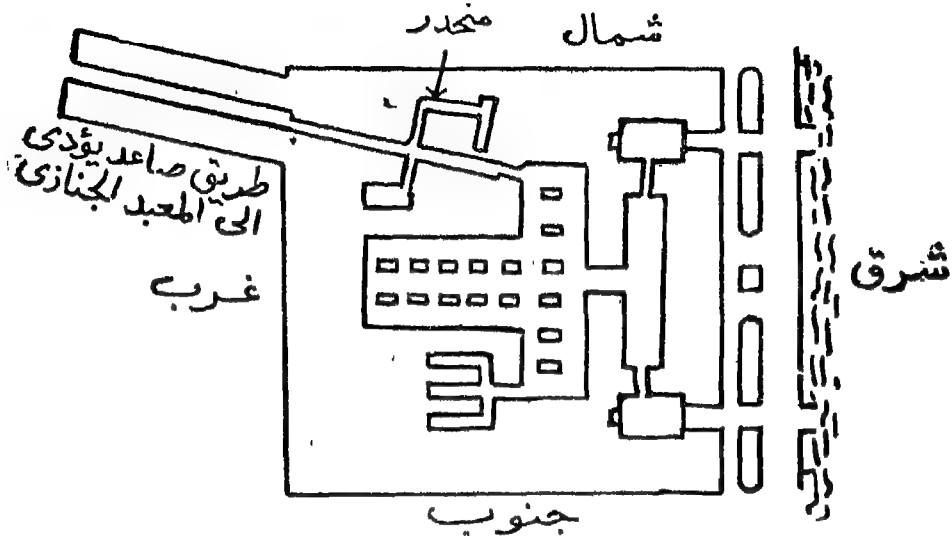 شمال
منحدر
طريق صاعد يؤدى
الى المعبد الجنازى
غرب
شرق
جنوب